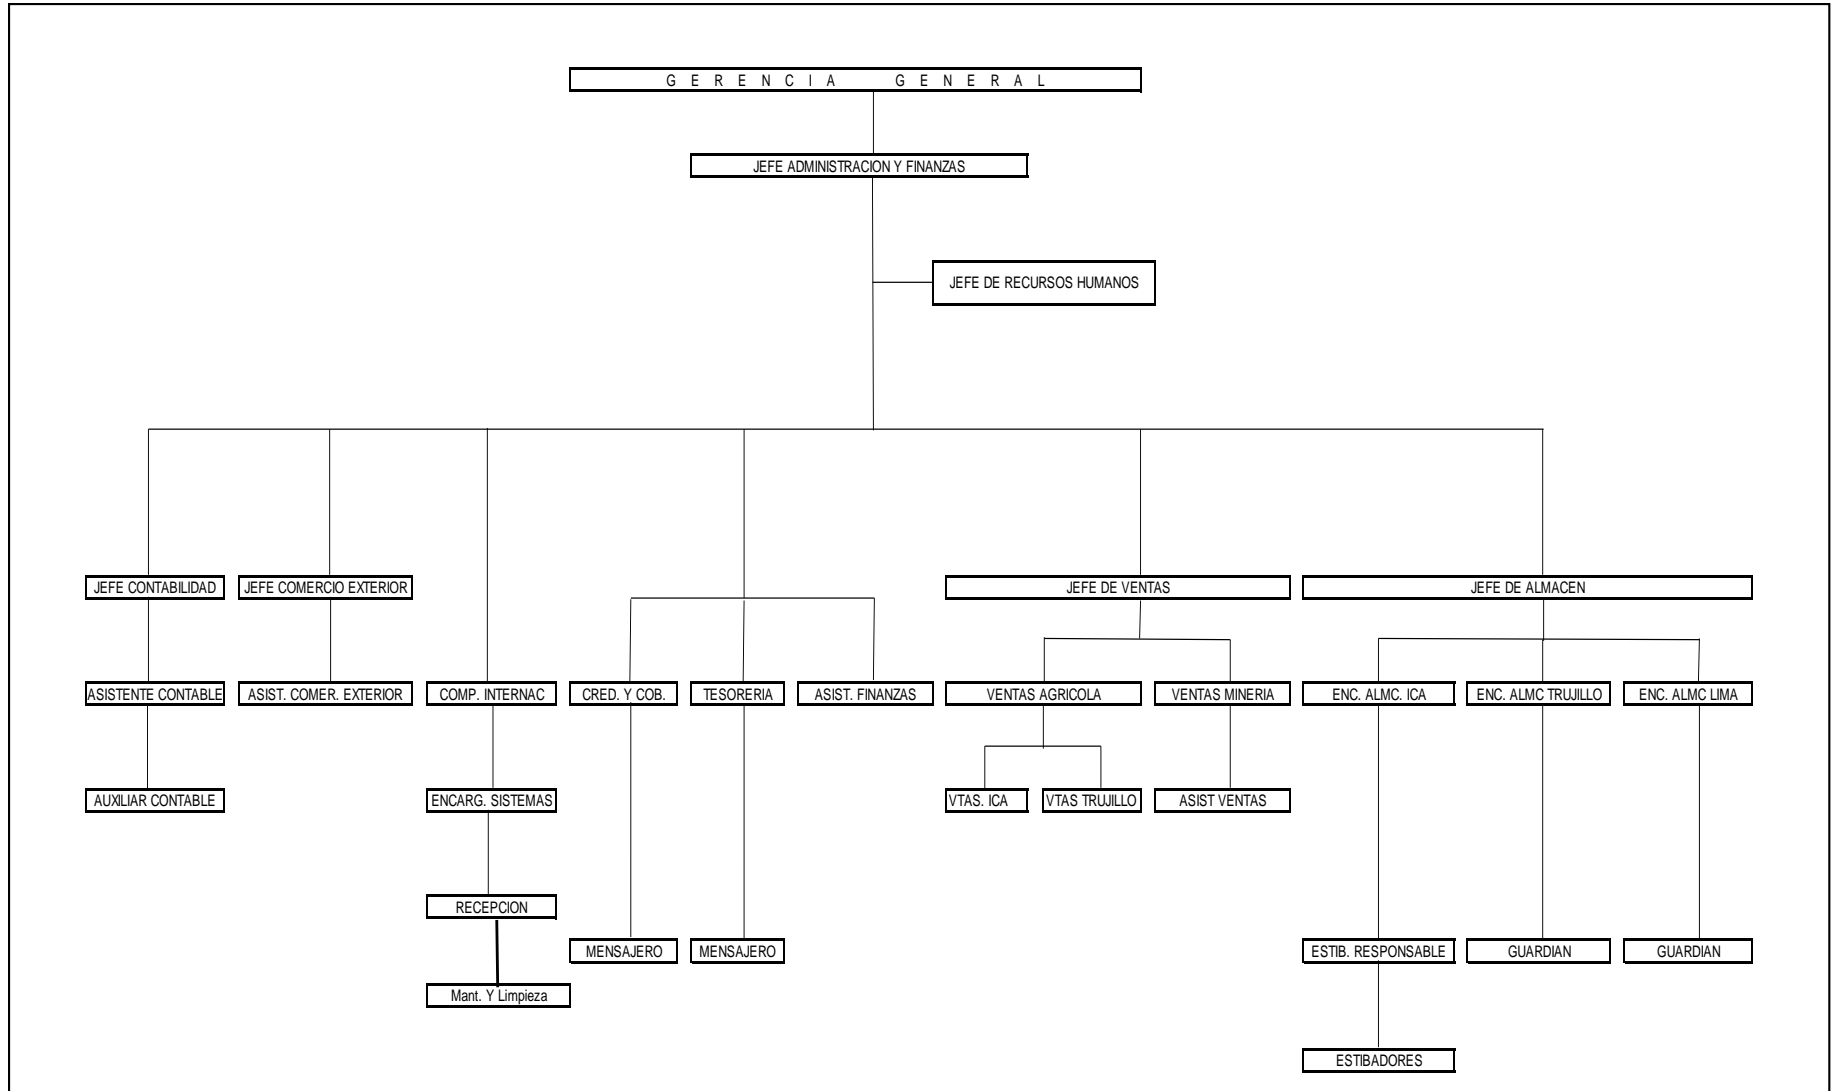 GERENCIA GENERAL
JEFE ADMINISTRACION Y FINANZAS
JEFE DE RECURSOS HUMANOS
JEFE CONTABILIDAD
JEFE COMERCIO EXTERIOR
JEFE DE VENTAS
JEFE DE ALMACEN
ASISTENTE CONTABLE
ASIST. COMER. EXTERIOR
COMP. INTERNAC
CRED. Y COB.
TESORERIA
ASIST. FINANZAS
VENTAS AGRICOLA
VENTAS MINERIA
ENC. ALMC. ICA
ENC. ALMC TRUJILLO
ENC. ALMC LIMA
AUXILIAR CONTABLE
ENCARG. SISTEMAS
VTAS. ICA
VTAS TRUJILLO
ASIST VENTAS
RECEPCION
MENSAJERO
MENSAJERO
ESTIB. RESPONSABLE
GUARDIAN
GUARDIAN
Mant. Y Limpieza
ESTIBADORES